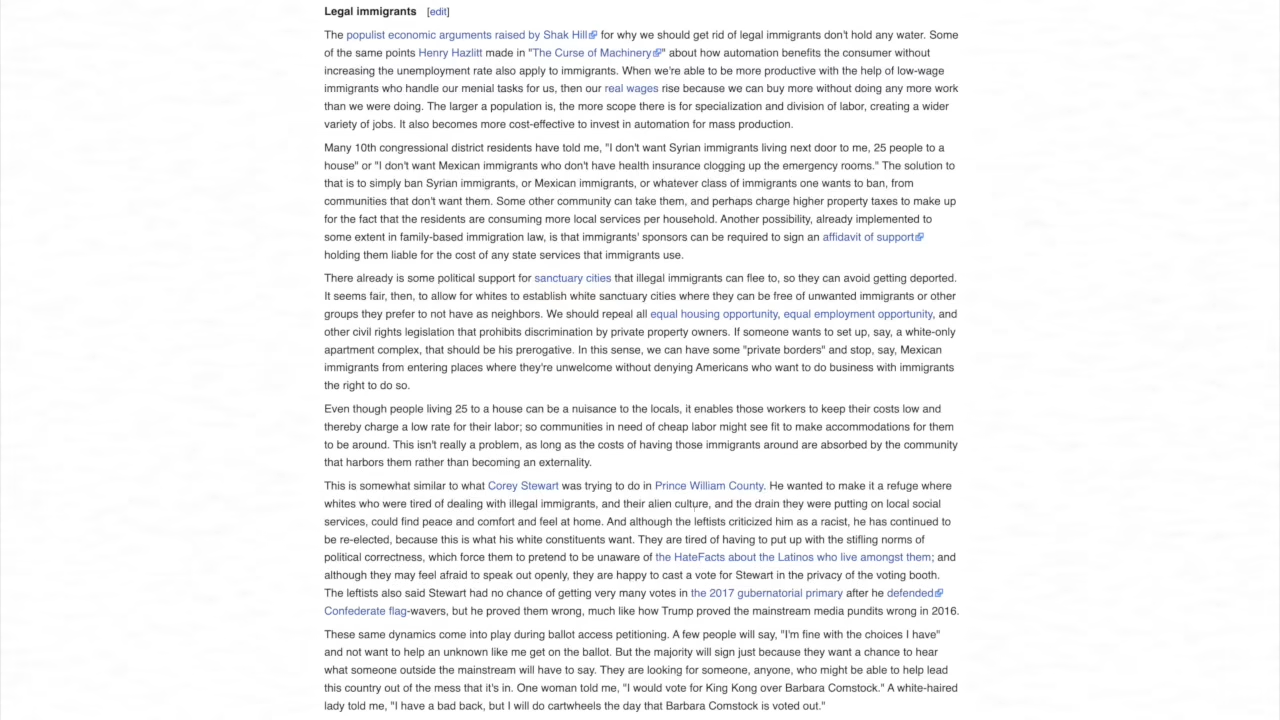 Legal immigrants [edit]
The populist economic arguments raised by Shak Hill for why we should get rid of legal immigrants don't hold any water. Some
of the same points Henry Hazlitt made in "The Curse of Machinery" about how automation benefits the consumer without
increasing the unemployment rate also apply to immigrants. When we're able to be more productive with the help of low-wage
immigrants who handle our menial tasks for us, then our real wages rise because we can buy more without doing any more work
than we were doing. The larger a population is, the more scope there is for specialization and division of labor, creating a wider
variety of jobs. It also becomes more cost-effective to invest in automation for mass production.
Many 10th congressional district residents have told me, "I don't want Syrian immigrants living next door to me, 25 people to a
house" or "I don't want Mexican immigrants who don't have health insurance clogging up the emergency rooms." The solution to
that is to simply ban Syrian immigrants, or Mexican immigrants, or whatever class of immigrants one wants to ban, from
communities that don't want them. Some other community can take them, and perhaps charge higher property taxes to make up
for the fact that the residents are consuming more local services per household. Another possibility, already implemented to
some extent in family-based immigration law, is that immigrants' sponsors can be required to sign an affidavit of support
holding them liable for the cost of any state services that immigrants use.
There already is some political support for sanctuary cities that illegal immigrants can flee to, so they can avoid getting deported.
It seems fair, then, to allow for whites to establish white sanctuary cities where they can be free of unwanted immigrants or other
groups they prefer to not have as neighbors. We should repeal all equal housing opportunity, equal employment opportunity, and
other civil rights legislation that prohibits discrimination by private property owners. If someone wants to set up, say, a white-only
apartment complex, that should be his prerogative. In this sense, we can have some "private borders" and stop, say, Mexican
immigrants from entering places where they're unwelcome without denying Americans who want to do business with immigrants
the right to do so.
Even though people living 25 to a house can be a nuisance to the locals, it enables those workers to keep their costs low and
thereby charge a low rate for their labor; so communities in need of cheap labor might see fit to make accommodations for them
to be around. This isn't really a problem, as long as the costs of having those immigrants around are absorbed by the community
that harbors them rather than becoming an externality.
This is somewhat similar to what Corey Stewart was trying to do in Prince William County. He wanted to make it a refuge where
whites who were tired of dealing with illegal immigrants, and their alien culture, and the drain they were putting on local social
services, could find peace and comfort and feel at home. And although the leftists criticized him as a racist, he has continued to
be re-elected, because this is what his white constituents want. They are tired of having to put up with the stifling norms of
political correctness, which force them to pretend to be unaware of the HateFacts about the Latinos who live amongst them; and
although they may feel afraid to speak out openly, they are happy to cast a vote for Stewart in the privacy of the voting booth.
The leftists also said Stewart had no chance of getting very many votes in the 2017 gubernatorial primary after he defended
Confederate flag-wavers, but he proved them wrong, much like how Trump proved the mainstream media pundits wrong in 2016.
These same dynamics come into play during ballot access petitioning. A few people will say, "I'm fine with the choices I have"
and not want to help an unknown like me get on the ballot. But the majority will sign just because they want a chance to hear
what someone outside the mainstream will have to say. They are looking for someone, anyone, who might be able to help lead
this country out of the mess that it's in. One woman told me, "I would vote for King Kong over Barbara Comstock." A white-haired
lady told me, "I have a bad back, but I will do cartwheels the day that Barbara Comstock is voted out."